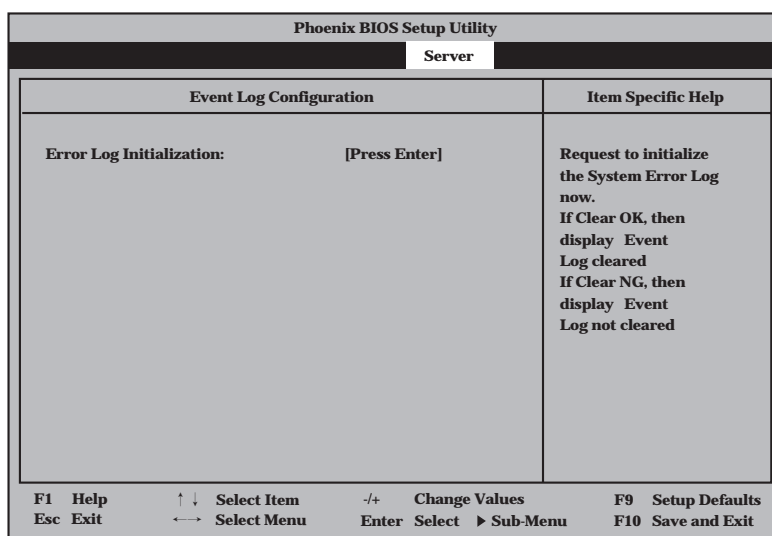 Phoenix BIOS Setup Utility
Server
Event Log Configuration
Item Specific Help
Error Log Initialization: [Press Enter]
Request to initialize
the System Error Log
now.
If Clear OK, then
display Event
Log cleared
If Clear NG, then
display Event
Log not cleared
F1 Help ↑ ↓ Select Item -/+ Change Values F9 Setup Defaults
Esc Exit ←→ Select Menu Enter Select ▶ Sub-Menu F10 Save and Exit